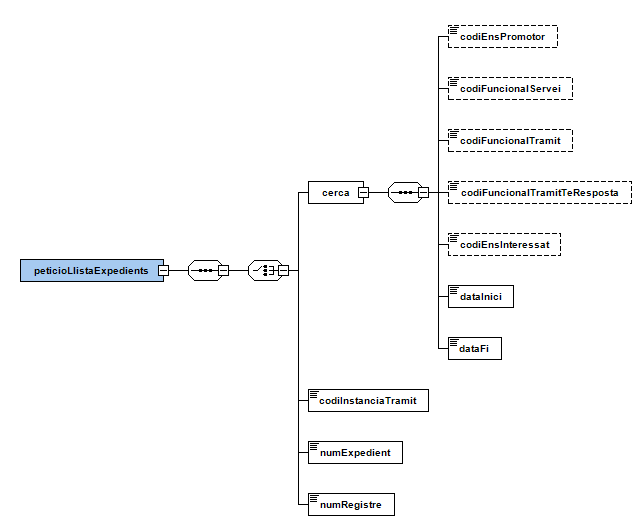 codiEnsPromotor
codiFuncionalServei
codiFuncionalTramit
cerca
codiFuncionalTramitTeResposta
codiEnsInteressat
peticioLlistaExpedients
dataInici
dataFi
codiInstanciaTramit
numExpedient
numRegistre